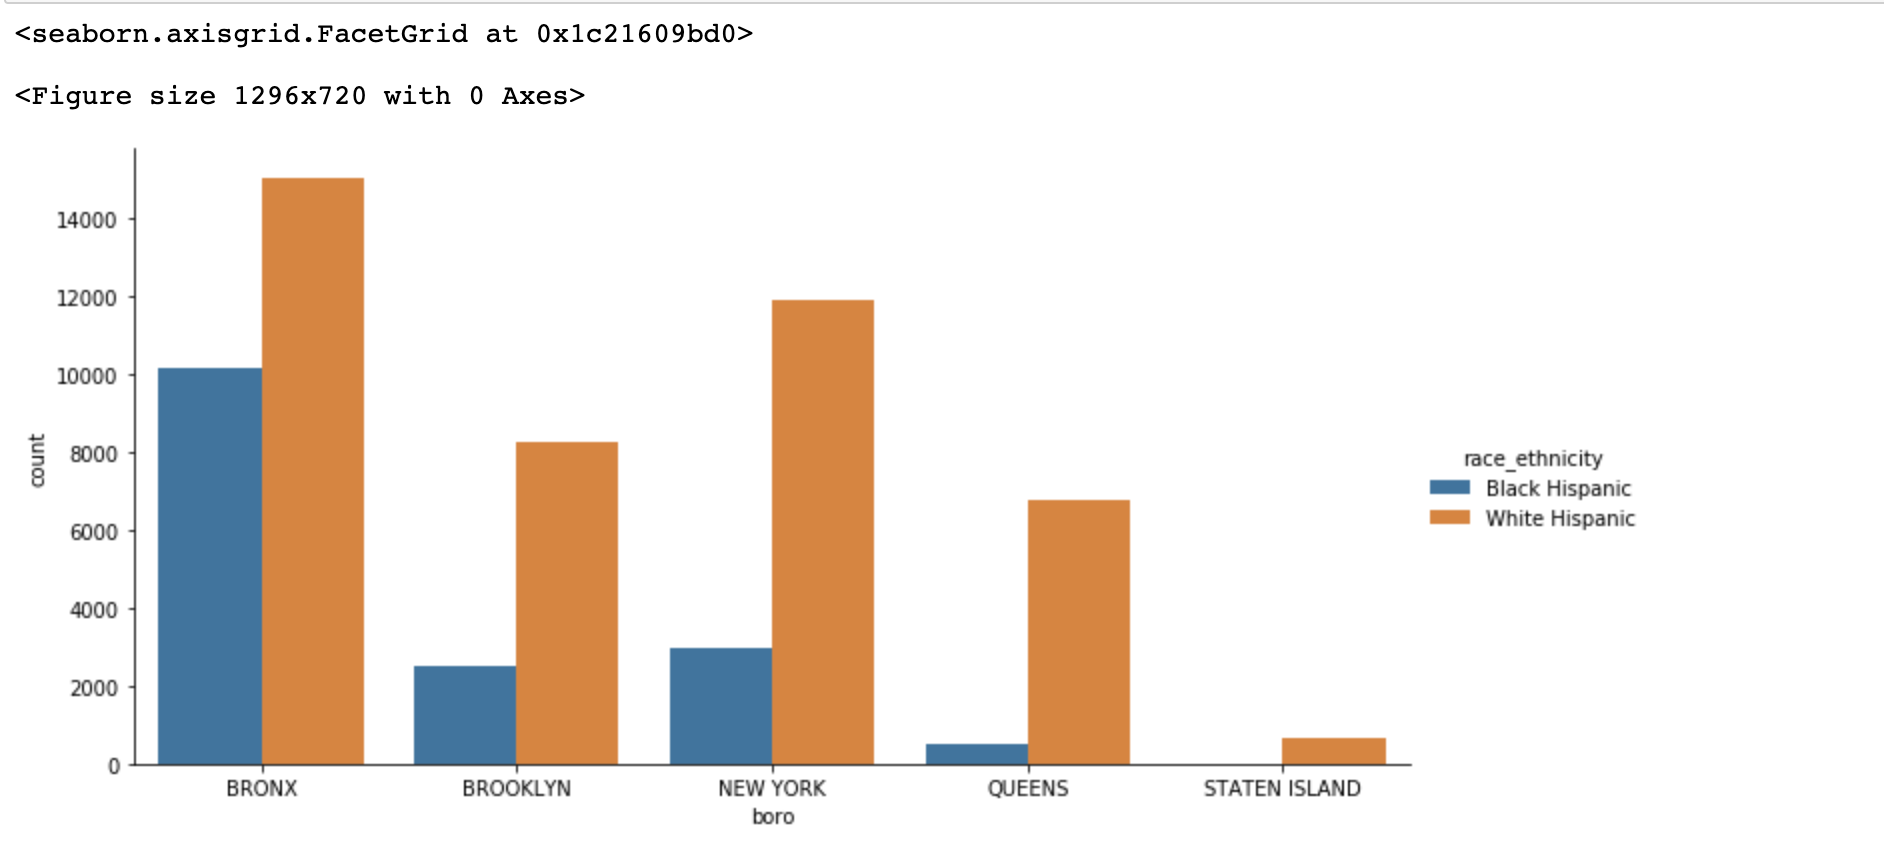 <seaborn.axisgrid.FacetGrid at 0x1c21609bd0>
<Figure size 1296x720 with 0 Axes>
14000
12000
10000
8000
6000
4000
2000
0
count
BRONX BROOKLYN NEW YORK QUEENS STATEN ISLAND
boro
race_ethnicity
Black Hispanic
White Hispanic